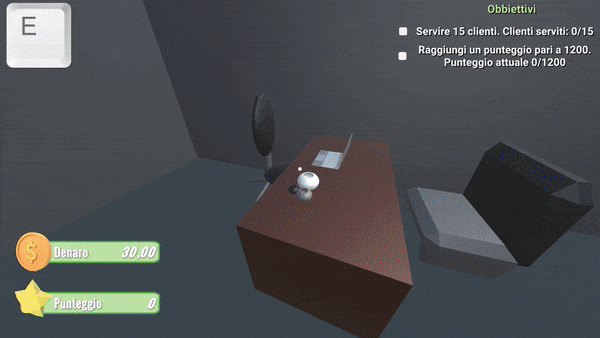 E
Obbiettivi
Servire 15 clienti. Clienti serviti: 0/15
Raggiungi un punteggio pari a 1200.
Punteggio attuale 0/1200
Denaro 30,00
Punteggio 0